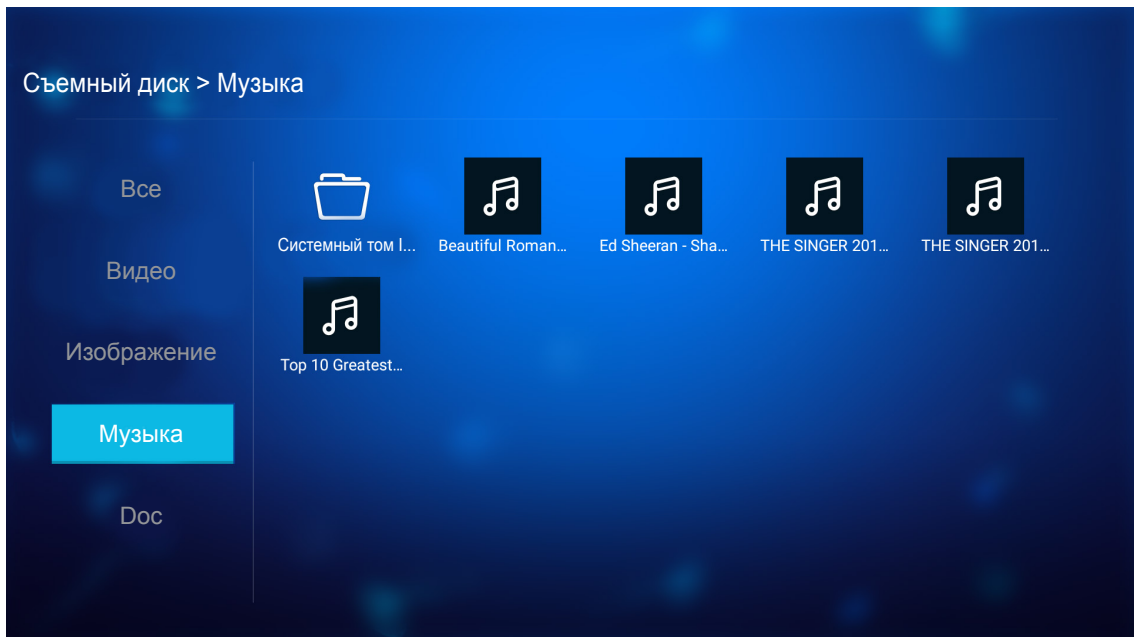 Съемный диск > Музыка
Все
Видео
Изображение
Музыка
Doc
Системный том I...
Beautiful Roman...
Ed Sheeran - Sha...
THE SINGER 201...
THE SINGER 201...
Top 10 Greatest...